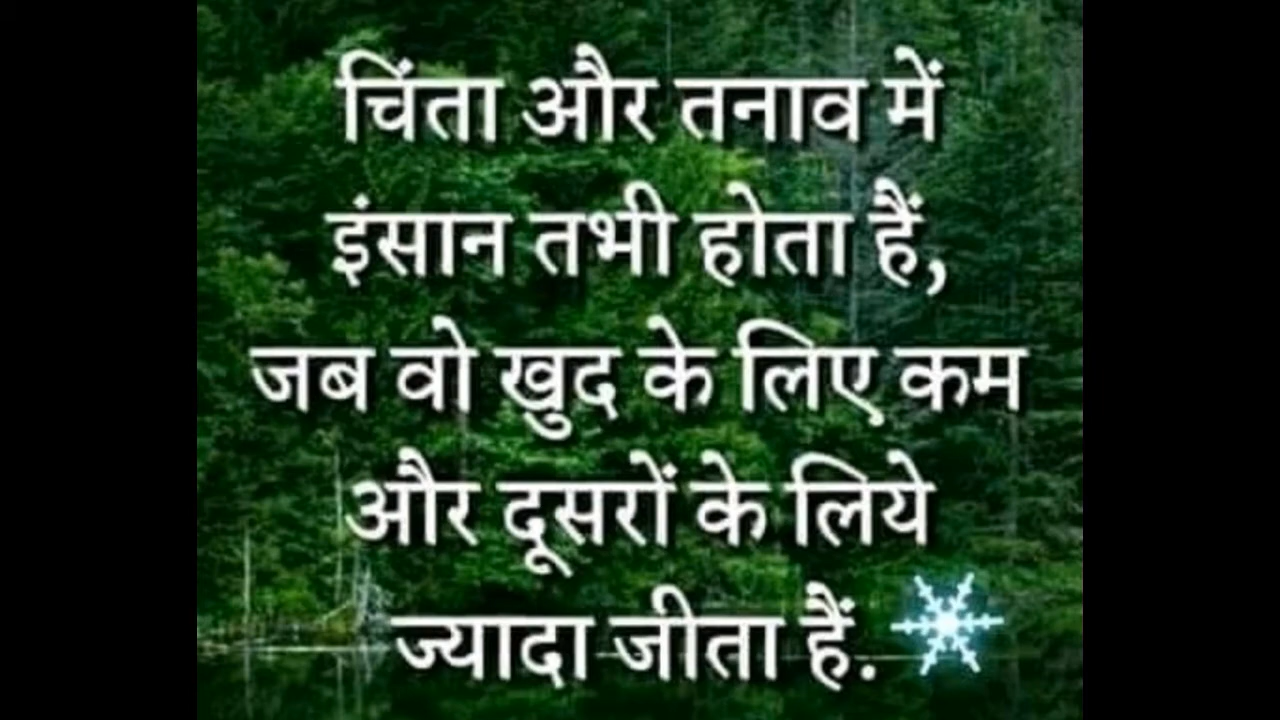 चिंता और तनाव में
इंसान तभी होता हैं,
जब वो खुद के लिए कम
और दूसरों के लिये
ज्यादा जीता हैं.